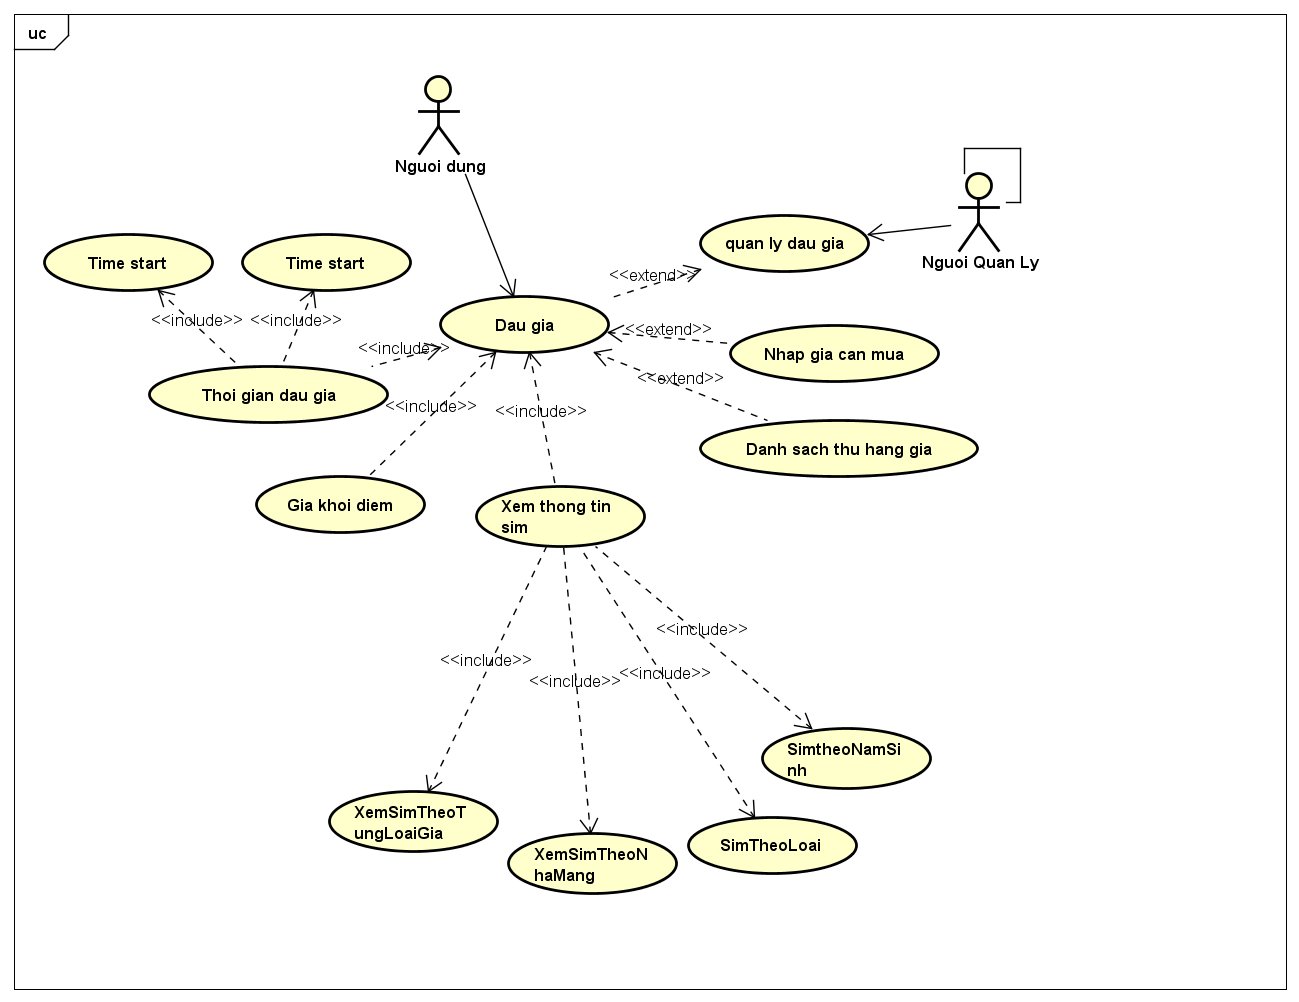 uc
Nguoi dung
Nguoi Quan Ly
quan ly dau gia
Time start
Time start
<<extend>>
<<include>>
<<include>>
Dau gia
<<extend>>
<<include>>
Nhap gia can mua
<<extend>>
Thoi gian dau gia
<<include>>
<<include>>
Danh sach thu hang gia
Gia khoi diem
Xem thong tin
sim
<<include>>
<<include>>
<<include>>
<<include>>
SimtheoNamSi
nh
XemSimTheoT
ungLoaiGia
XemSimTheoN
haMang
SimTheoLoai